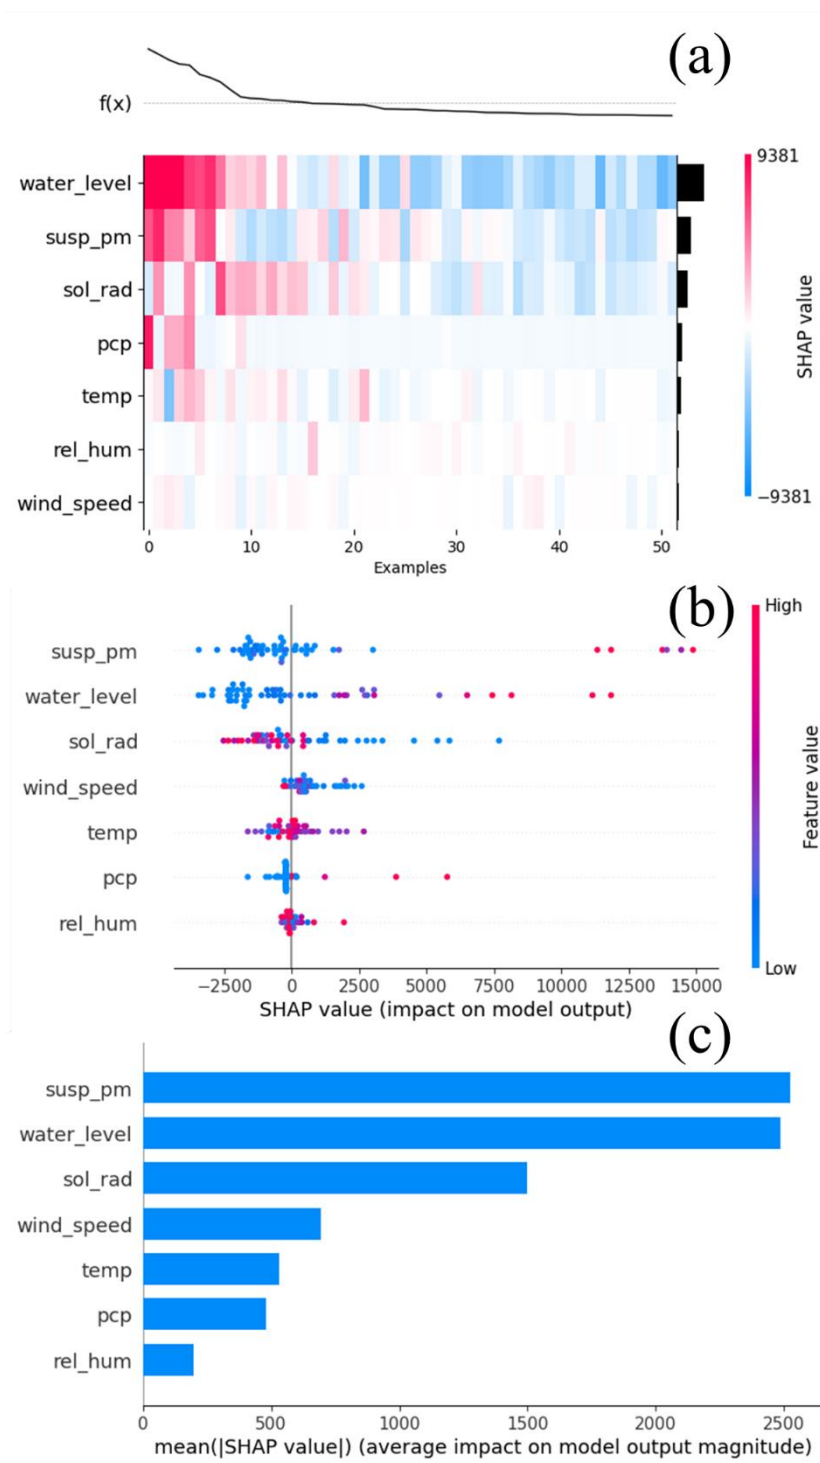 (a)
f(x)
water_level
susp_pm
sol_rad
pcp
temp
rel_hum
wind_speed
0 10 20 30 40 50
Examples
9381
SHAP value
−9381
(b)
susp_pm
water_level
sol_rad
wind_speed
temp
pcp
rel_hum
−2500 0 2500 5000 7500 10000 12500 15000
SHAP value (impact on model output)
High
Feature value
Low
(c)
susp_pm
water_level
sol_rad
wind_speed
temp
pcp
rel_hum
0 500 1000 1500 2000 2500
mean(|SHAP value|) (average impact on model output magnitude)